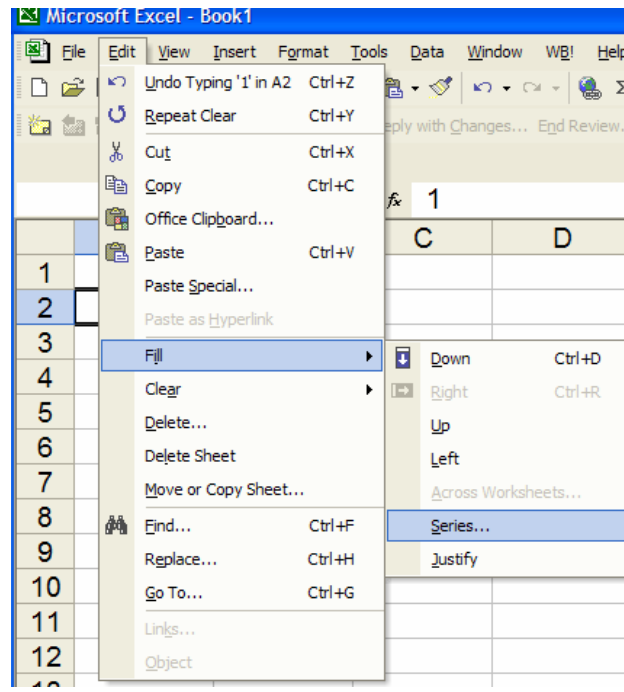 Microsoft Excel - Book1
File Edit View Insert Format Tools Data Window WB! Help
Reply with Changes... End Review.
fx 1
C D
1
2
3
4
5
6
7
8
9
10
11
12
Undo Typing '1' in A2 Ctrl+Z
Repeat Clear Ctrl+Y
Cut Ctrl+X
Copy Ctrl+C
Office Clipboard...
Paste Ctrl+V
Paste Special...
Paste as Hyperlink
Fill
Clear
Delete...
Delete Sheet
Move or Copy Sheet...
Find... Ctrl+F
Replace... Ctrl+H
Go To... Ctrl+G
Links...
Object
Down Ctrl+D
Right Ctrl+R
Up
Left
Across Worksheets...
Series...
Justify